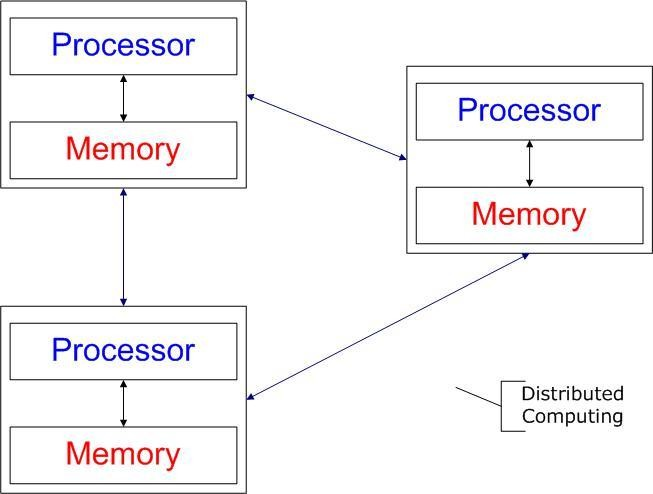 Processor
Memory
Processor
Memory
Processor
Memory
Distributed
Computing